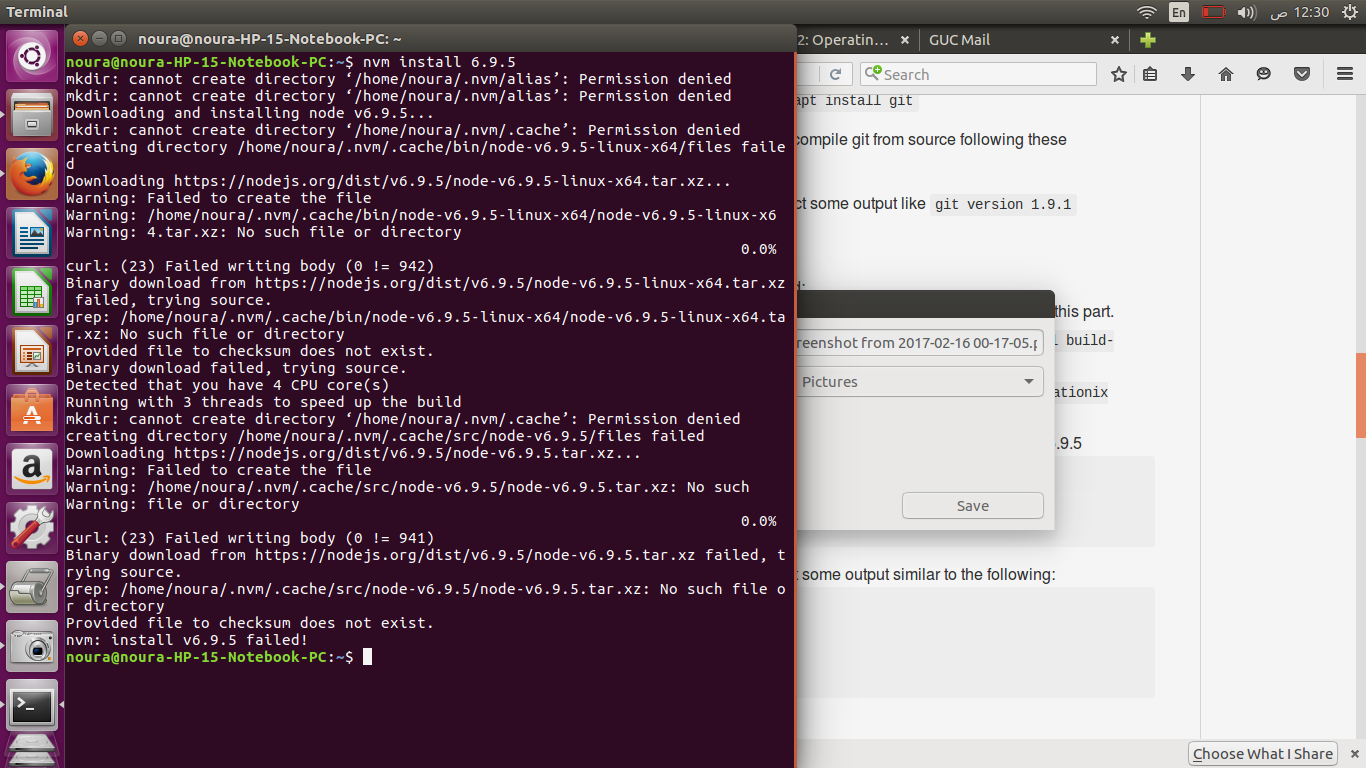 Terminal
En
12:30 ص
noura@noura-HP-15-Notebook-PC: ~
noura@noura-HP-15-Notebook-PC:~$ nvm install 6.9.5
mkdir: cannot create directory ‘/home/noura/.nvm/alias’: Permission denied
mkdir: cannot create directory ‘/home/noura/.nvm/alias’: Permission denied
Downloading and installing node v6.9.5...
mkdir: cannot create directory ‘/home/noura/.nvm/.cache’: Permission denied
creating directory /home/noura/.nvm/.cache/bin/node-v6.9.5-linux-x64/files faile
d
Downloading https://nodejs.org/dist/v6.9.5/node-v6.9.5-linux-x64.tar.xz...
Warning: Failed to create the file
Warning: /home/noura/.nvm/.cache/bin/node-v6.9.5-linux-x64/node-v6.9.5-linux-x6
Warning: 4.tar.xz: No such file or directory
0.0%
curl: (23) Failed writing body (0 != 942)
Binary download from https://nodejs.org/dist/v6.9.5/node-v6.9.5-linux-x64.tar.xz
 failed, trying source.
grep: /home/noura/.nvm/.cache/bin/node-v6.9.5-linux-x64/node-v6.9.5-linux-x64.ta
r.xz: No such file or directory
Provided file to checksum does not exist.
Binary download failed, trying source.
Detected that you have 4 CPU core(s)
Running with 3 threads to speed up the build
mkdir: cannot create directory ‘/home/noura/.nvm/.cache’: Permission denied
creating directory /home/noura/.nvm/.cache/src/node-v6.9.5/files failed
Downloading https://nodejs.org/dist/v6.9.5/node-v6.9.5.tar.xz...
Warning: Failed to create the file
Warning: /home/noura/.nvm/.cache/src/node-v6.9.5/node-v6.9.5.tar.xz: No such
Warning: file or directory
0.0%
curl: (23) Failed writing body (0 != 941)
Binary download from https://nodejs.org/dist/v6.9.5/node-v6.9.5.tar.xz failed, t
rying source.
grep: /home/noura/.nvm/.cache/src/node-v6.9.5/node-v6.9.5.tar.xz: No such file o
r directory
Provided file to checksum does not exist.
nvm: install v6.9.5 failed!
noura@noura-HP-15-Notebook-PC:~$
2: Operatin...
GUC Mail
Search
apt install git
compile git from source following these
some output like git version 1.9.1
this part.
build-
reenshot from 2017-02-16 00-17-05.p
Pictures
Save
some output similar to the following:
Choose What I Share